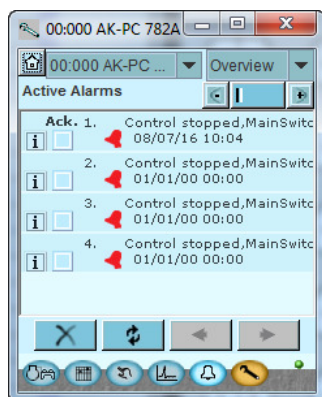 00:000 AK-PC 782A
00:000 AK-PC ... Overview
Active Alarms
Ack. 1. Control stopped,MainSwitc
08/07/16 10:04
2. Control stopped,MainSwitc
01/01/00 00:00
3. Control stopped,MainSwitc
01/01/00 00:00
4. Control stopped,MainSwitc
01/01/00 00:00